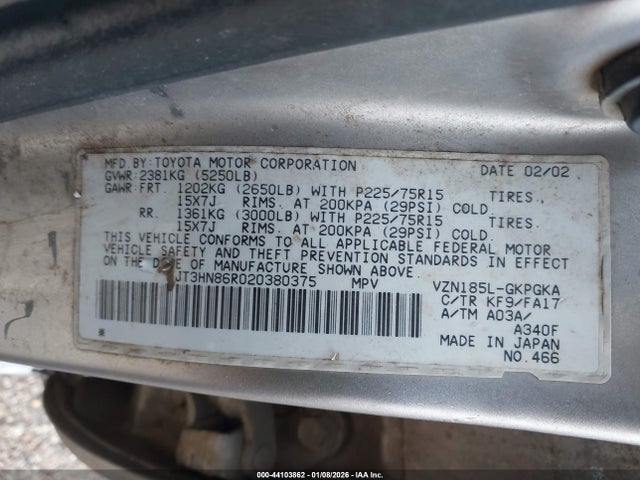 MFD.BY:TOYOTA MOTOR CORPORATION DATE 02/02
GVWR:2381KG (5250LB)
GAWR:FRT. 1202KG (2650LB) WITH P225/75R15 TIRES,
15X7J RIMS. AT 200KPA (29PSI) COLD
RR. 1361KG (3000LB) WITH P225/75R15 TIRES.
15X7J RIMS. AT 200KPA (29PSI) COLD
THIS VEHICLE CONFORMS TO ALL APPLICABLE FEDERAL MOTOR
VEHICLE SAFETY AND THEFT PREVENTION STANDARDS IN EFFECT
ON THE DATE OF MANUFACTURE SHOWN ABOVE.
JT3HN86R020380375 MPV VZN185L-GKPGKA
C/TR KF9/FA17
A/TM A03A/
A340F
MADE IN JAPAN
NO.466
000-44103862 - 01/08/2026 - IAA Inc.